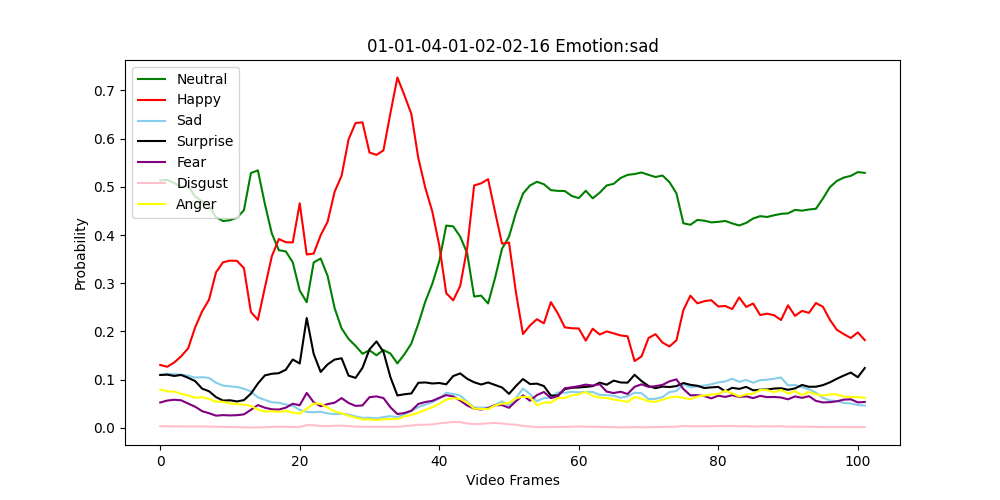 01-01-04-01-02-02-16 Emotion:sad
Neutral
Happy
Sad
Surprise
Fear
Disgust
Anger
0.7
0.6
0.5
0.4
0.3
0.2
0.1
0.0
Probability
0 20 40 60 80 100
Video Frames